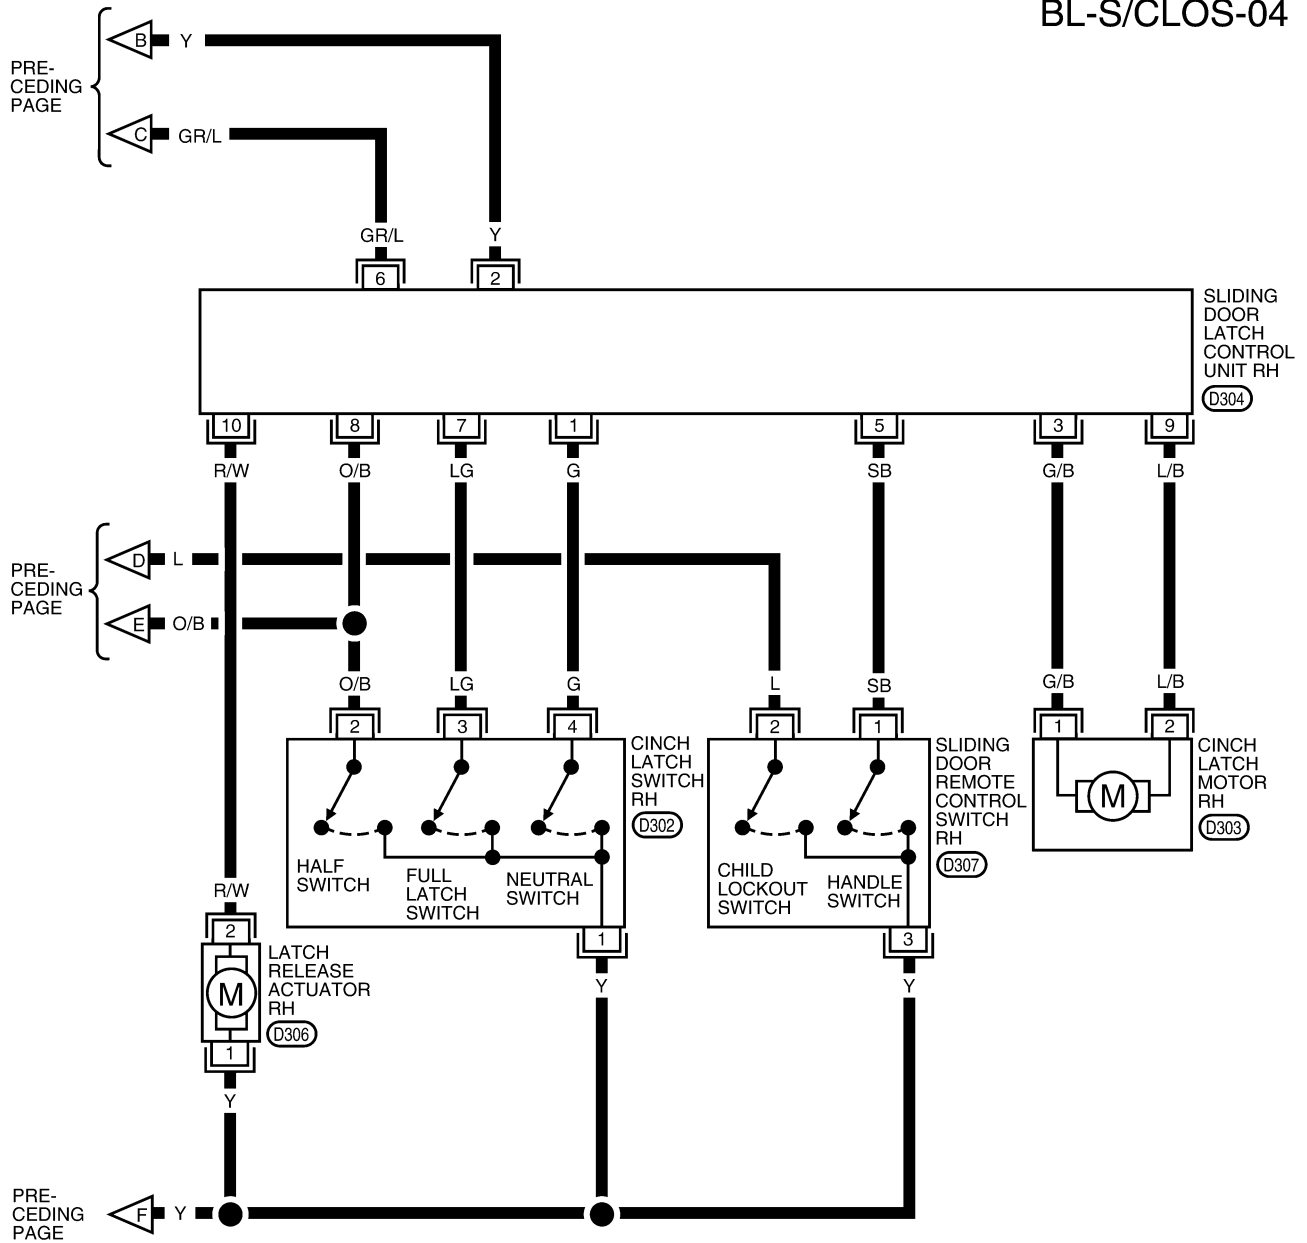 BL-S/CLOS-04
PRE-
CEDING
PAGE
B
Y
C
GR/L
GR/L
Y
6
2
SLIDING
DOOR
LATCH
CONTROL
UNIT RH
D304
10
8
7
1
5
3
9
R/W
O/B
LG
G
SB
G/B
L/B
PRE-
CEDING
PAGE
D
L
E
O/B
O/B
LG
G
L
SB
G/B
L/B
2
3
4
2
1
1
2
CINCH
LATCH
SWITCH
RH
D302
SLIDING
DOOR
REMOTE
CONTROL
SWITCH
RH
D307
CINCH
LATCH
MOTOR
RH
D303
M
HALF
SWITCH
FULL
LATCH
SWITCH
NEUTRAL
SWITCH
CHILD
LOCKOUT
SWITCH
HANDLE
SWITCH
R/W
2
1
3
LATCH
RELEASE
ACTUATOR
RH
D306
M
Y
Y
1
Y
PRE-
CEDING
PAGE
F
Y